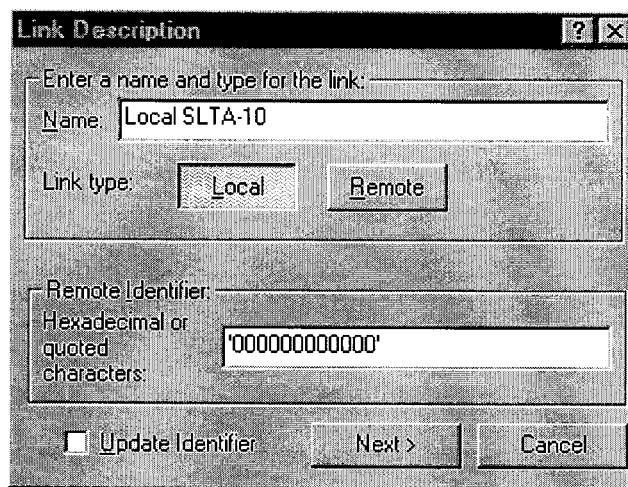 Link Description
Enter a name and type for the link:
Name: Local SLTA-10
Link type: Local Remote
Remote Identifier:
Hexadecimal or
quoted
characters:
'000000000000'
Update Identifier Next > Cancel